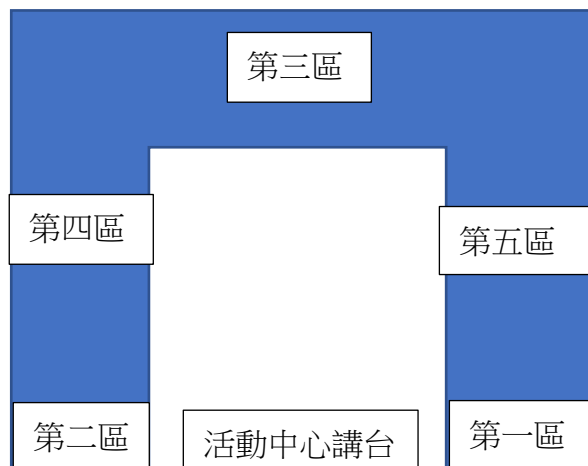 第三區
第四區
第五區
第二區
活動中心講台
第一區